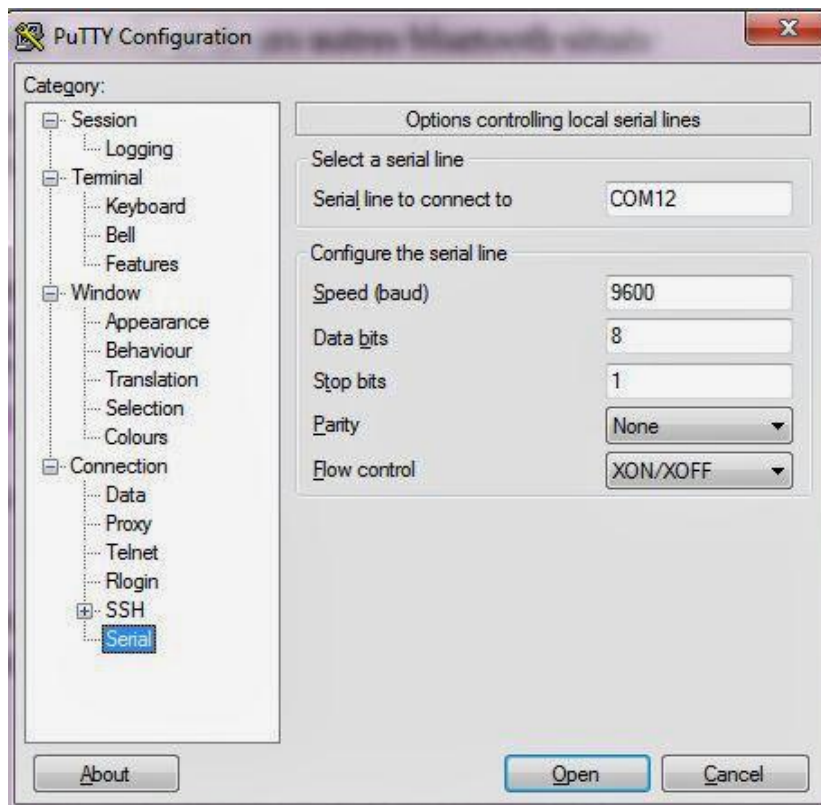 PuTTY Configuration
Category:
Session
Logging
Terminal
Keyboard
Bell
Features
Window
Appearance
Behaviour
Translation
Selection
Colours
Connection
Data
Proxy
Telnet
Rlogin
SSH
Serial
Options controlling local serial lines
Select a serial line
Serial line to connect to COM12
Configure the serial line
Speed (baud) 9600
Data bits 8
Stop bits 1
Parity None
Flow control XON/XOFF
About
Open
Cancel